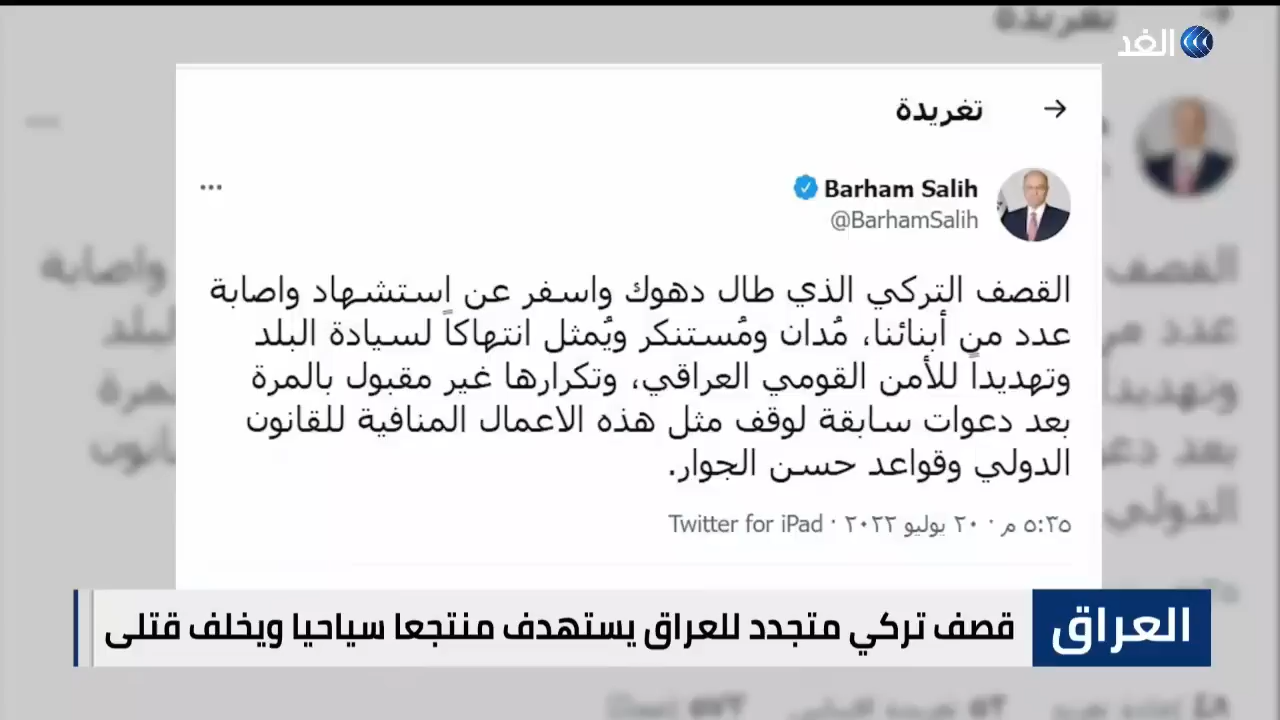 الغد
تغريدة
Barham Salih
@BarhamSalih
القصف التركي الذي طال دهوك واسفر عن استشهاد واصابة
عدد من أبنائنا، مُدان ومُستنكر ويُمثل انتهاكاً لسيادة البلد
وتهديداً للأمن القومي العراقي، وتكرارها غير مقبول بالمرة
بعد دعوات سابقة لوقف مثل هذه الاعمال المنافية للقانون
الدولي وقواعد حسن الجوار.
٥:٣٥ م · ٢٠ يوليو ٢٠٢٢ · Twitter for iPad
العراق
قصف تركي متجدد للعراق يستهدف منتجعا سياحيا ويخلف قتلى